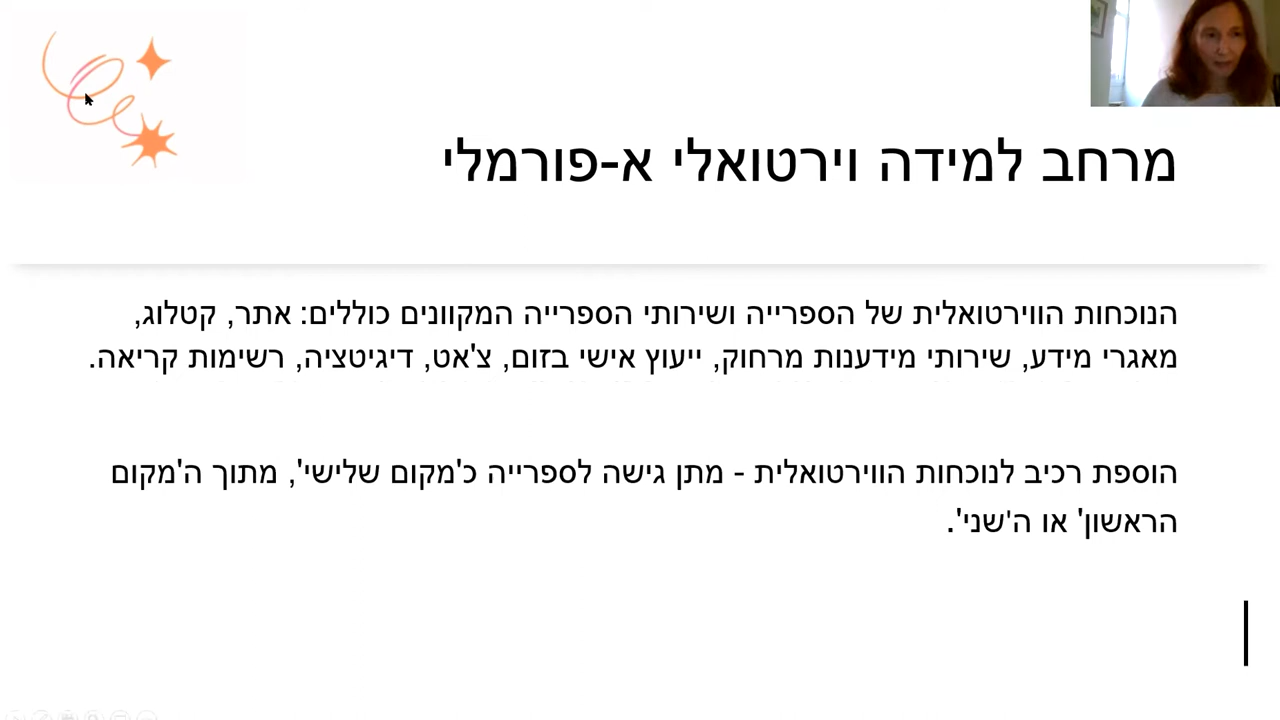 מרחב למידה וירטואלי א-פורמלי
הנוכחות הווירטואלית של הספרייה ושירותי הספרייה המקוונים כוללים: אתר, קטלוג,
מאגרי מידע, שירותי מידענות מרחוק, ייעוץ אישי בזום, צ'אט, דיגיטציה, רשימות קריאה.
הוספת רכיב לנוכחות הווירטואלית - מתן גישה לספרייה כ'מקום שלישי', מתוך ה'מקום
הראשון' או ה'שני'.